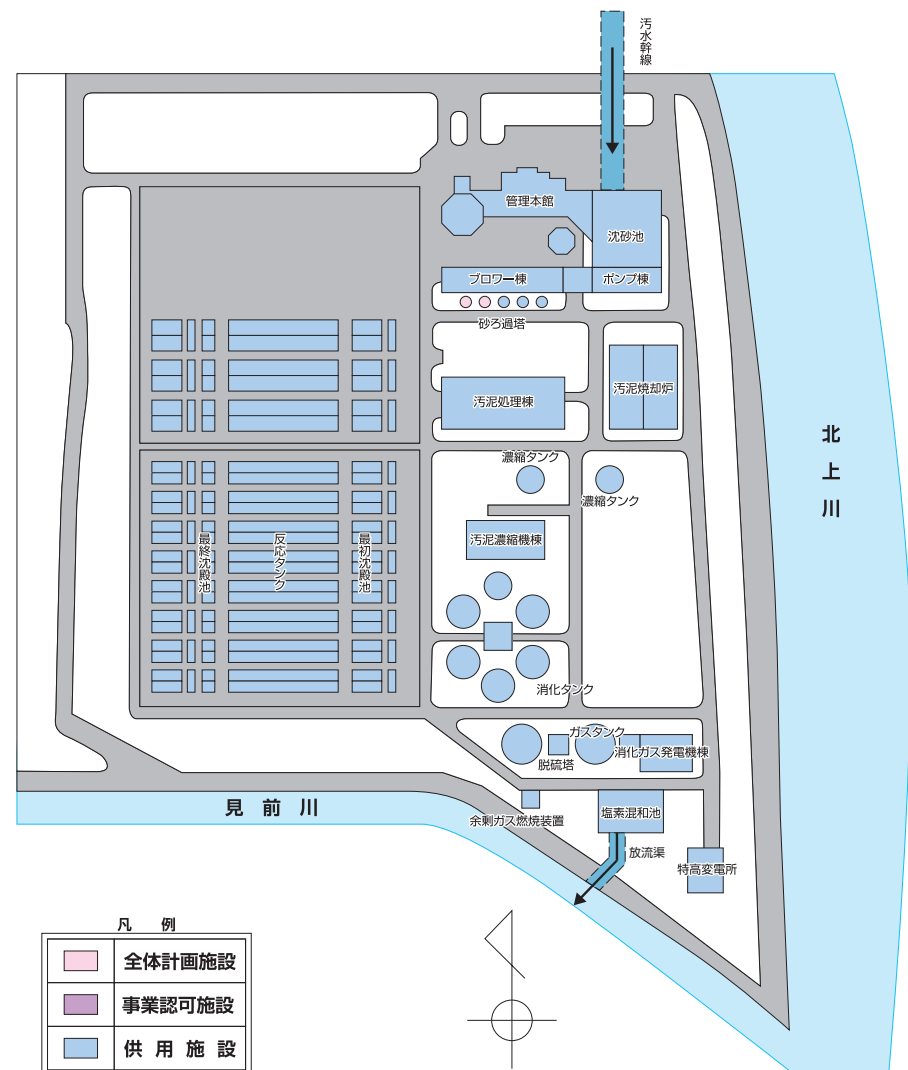 汚水幹線
管理本館
沈砂池
ブロワー棟
ポンプ棟
砂ろ過塔
汚泥処理棟
汚泥焼却炉
北上川
濃縮タンク
濃縮タンク
汚泥濃縮機棟
最終沈殿池
反応タンク
最初沈殿池
消化タンク
ガスタンク
脱硫塔
消化ガス発電機棟
見前川
余剰ガス燃焼装置
塩素混和池
放流渠
特高変電所
凡 例
全体計画施設
事業認可施設
供用施設